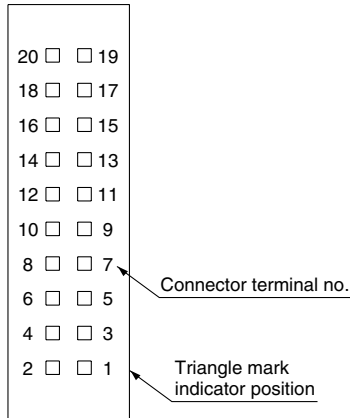 20 □ □ 19
18 □ □ 17
16 □ □ 15
14 □ □ 13
12 □ □ 11
10 □ □ 9
8 □ □ 7
Connector terminal no.
6 □ □ 5
4 □ □ 3
2 □ □ 1
Triangle mark
indicator position